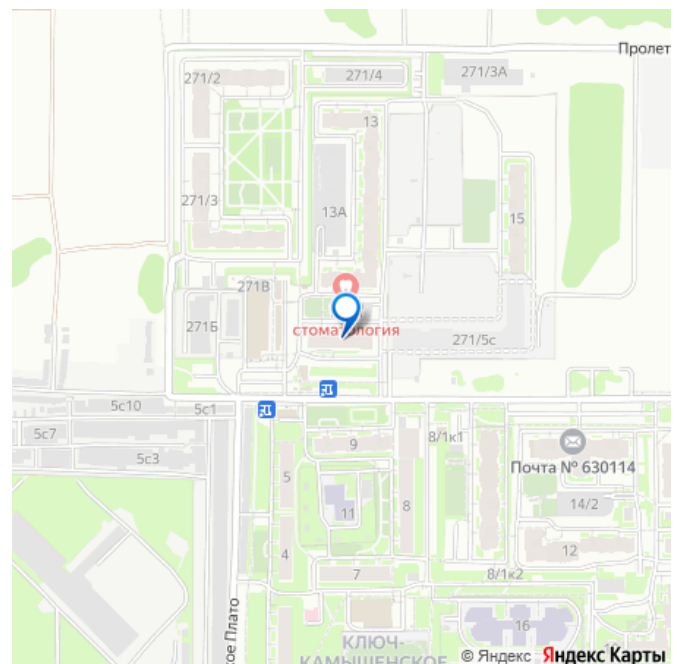 Пролет
271/2
271/4
271/3А
13
271/3
13А
15
271В
271Б
стоматология
271/5с
5с10
5с1
5с7
5с3
9
8/1к1
Почта № 630114
5
11
8
14/2
4
12
7
8/1к2
16
кое Плато
КЛЮЧ-
КАМЫШЕНСКОЕ
© Яндекс Яндекс Карты